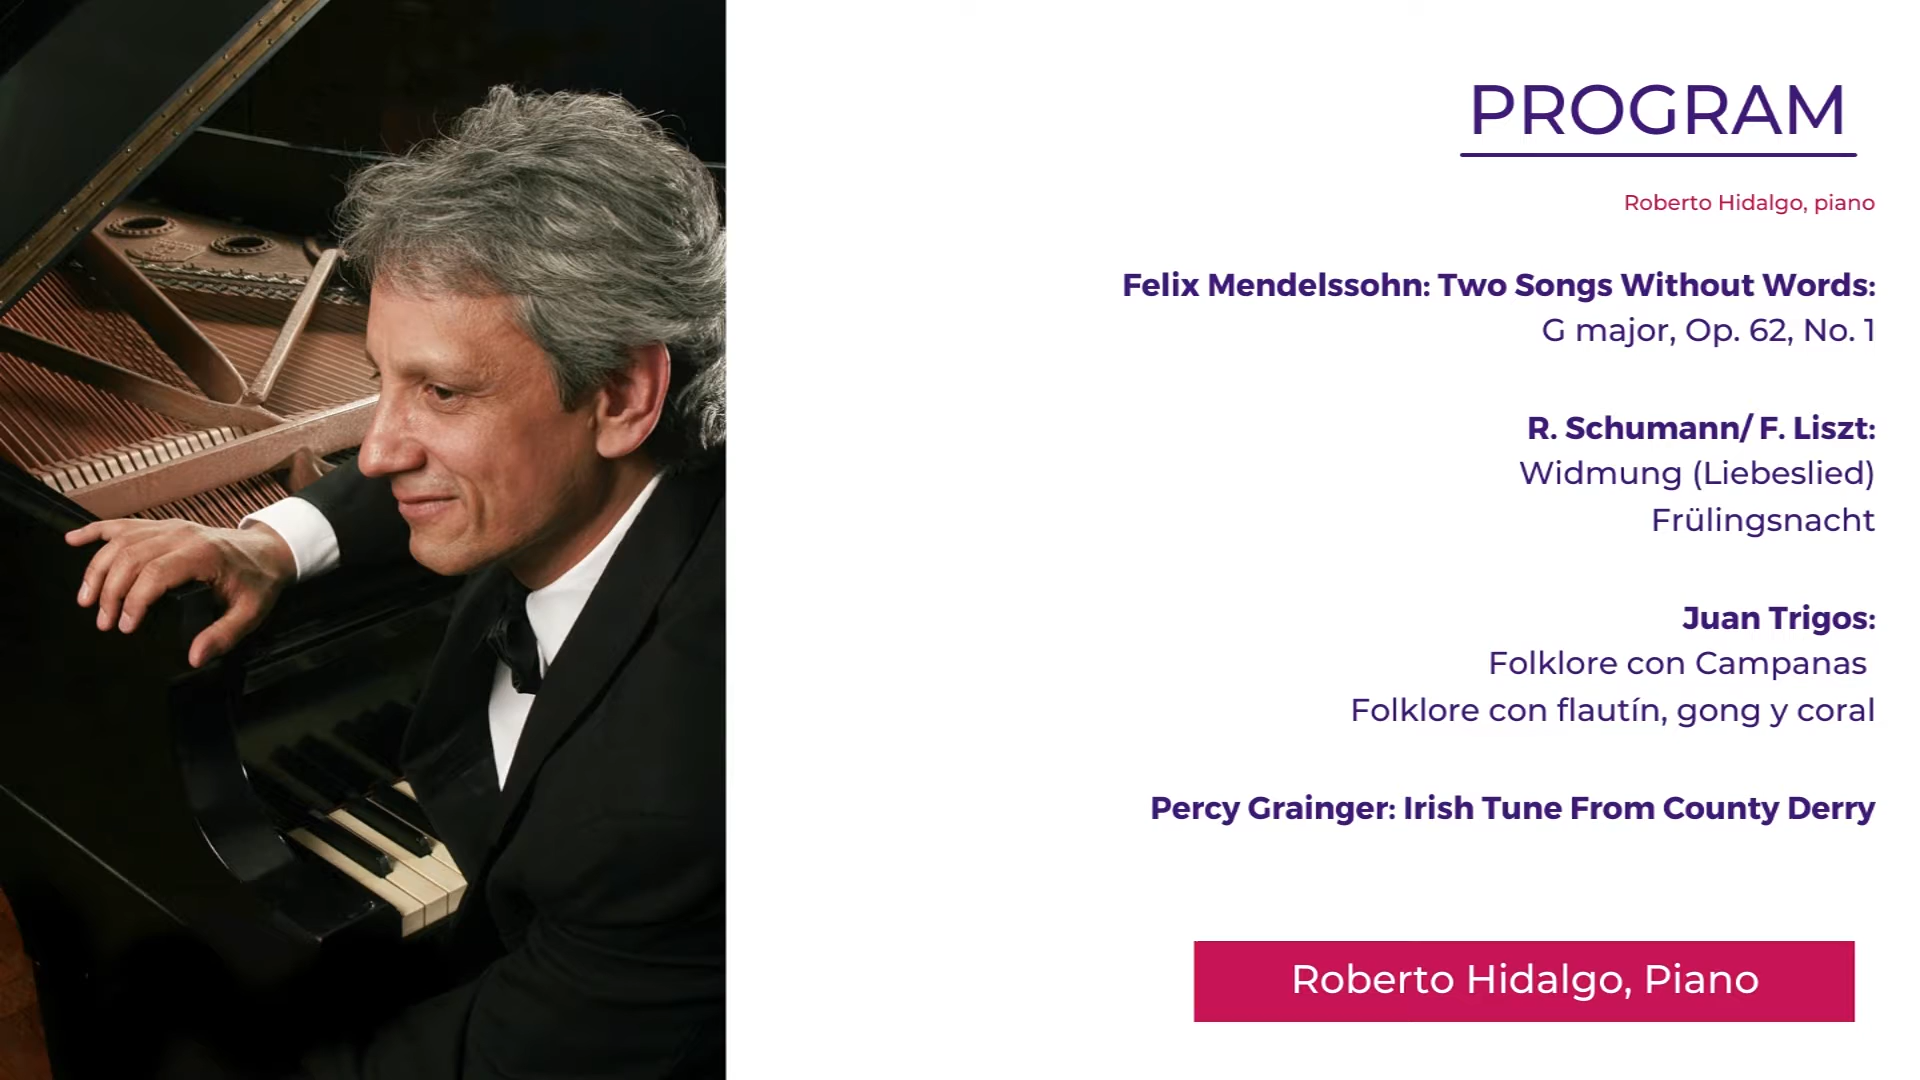 PROGRAM
Roberto Hidalgo, piano
Felix Mendelssohn: Two Songs Without Words:
G major, Op. 62, No. 1
R. Schumann/ F. Liszt:
Widmung (Liebeslied)
Frülingsnacht
Juan Trigos:
Folklore con Campanas
Folklore con flautín, gong y coral
Percy Grainger: Irish Tune From County Derry
Roberto Hidalgo, Piano